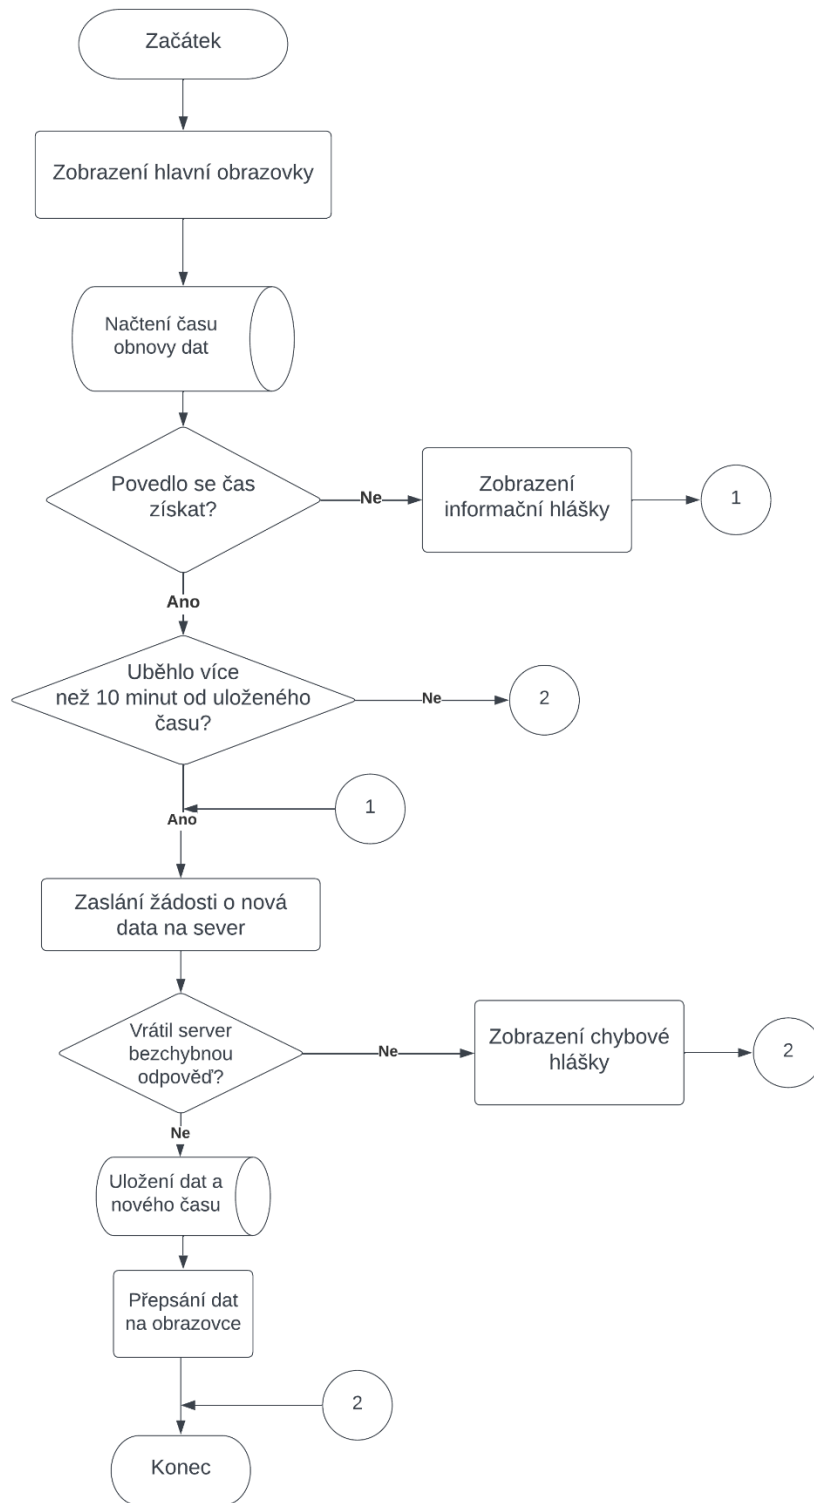 Začátek
Zobrazení hlavní obrazovky
Načtení času
obnovy dat
Povedlo se čas
získat?
Ne
Zobrazení
informační hlášky
1
Ano
Uběhlo více
než 10 minut od uloženého
času?
Ne
2
1
Ano
Zaslání žádosti o nová
data na sever
Vrátil server
bezchybnou
odpověď?
Ne
Zobrazení chybové
hlášky
2
Ne
Uložení dat a
nového času
Přepsání dat
na obrazovce
2
Konec